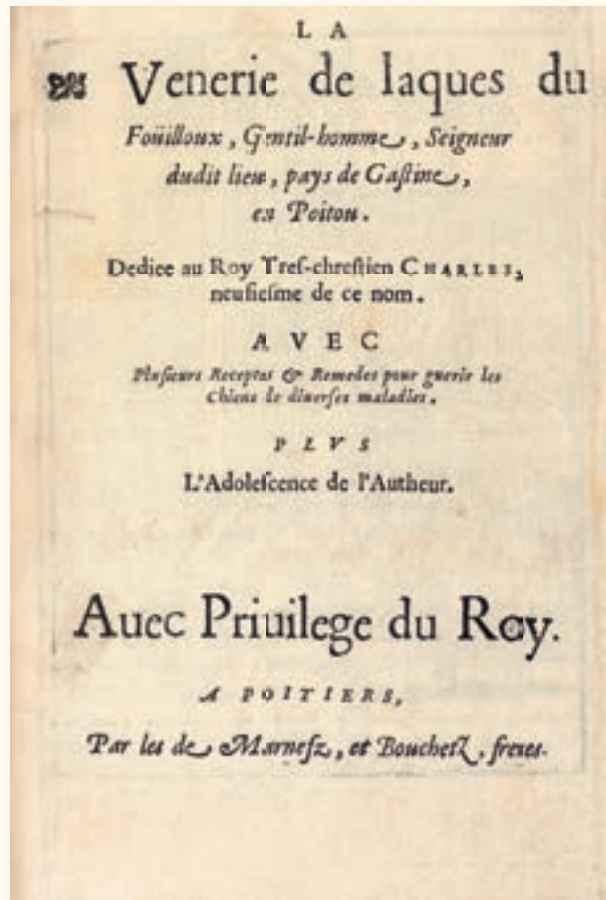 LA
Venerie de Iaques du
Foüilloux, Gentil-homme, Seigneur
dudit lieu, pays de Gaſtine,
en Poitou.
Dediee au Roy Treſ-chreſtien CHARLES,
neufieſme de ce nom.
AVEC
Pluſieurs Receptes & Remedes pour guerir les
Chiens de diuerſes maladies.
PLVS
L'Adoleſcence de l'Autheur.
Auec Priuilege du Roy.
A POITIERS,
Par les de Marnefz, et Bouchetz, freres.